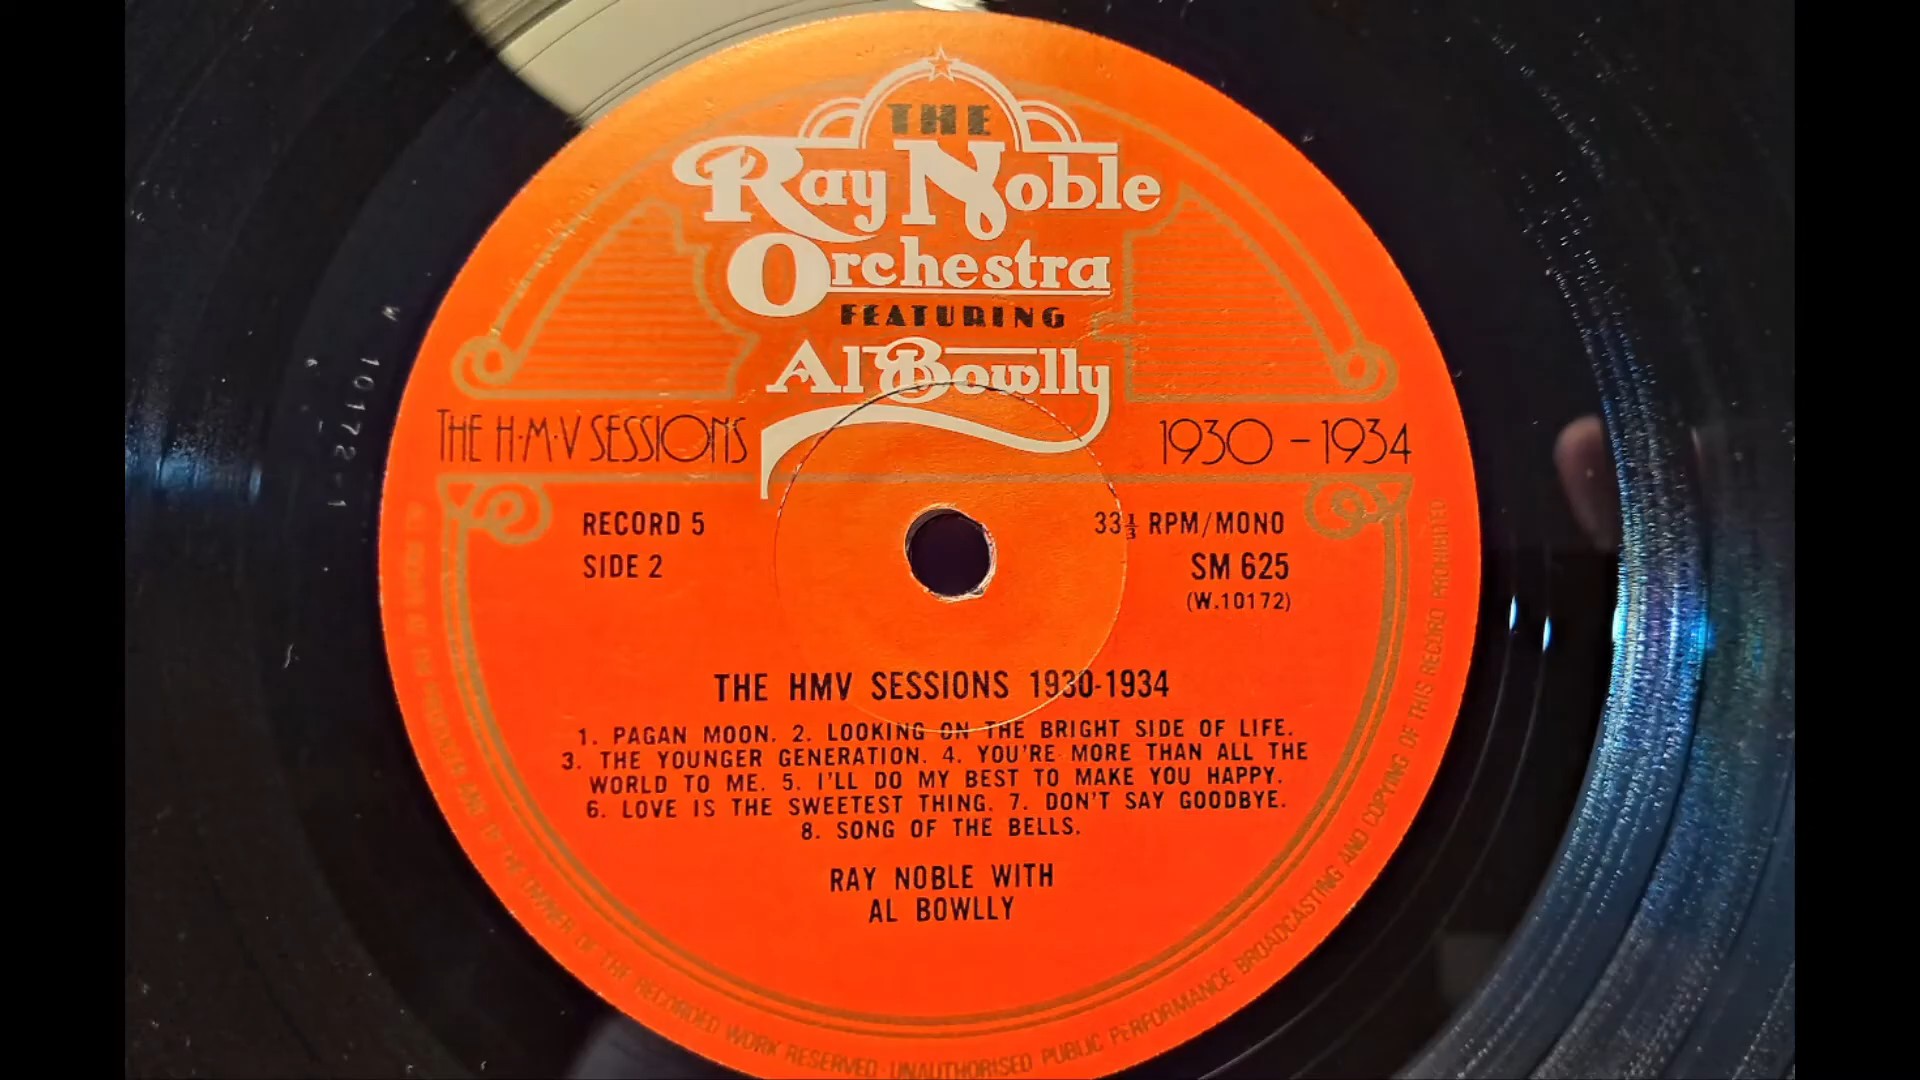 THE
Ray Noble
Orchestra
FEATURING
Al Bowlly
THE H·M·V SESSIONS
1930 - 1934
RECORD 5
SIDE 2
33⅓ RPM/MONO
SM 625
(W.10172)
THE HMV SESSIONS 1930-1934
1. PAGAN MOON. 2. LOOKING ON THE BRIGHT SIDE OF LIFE.
3. THE YOUNGER GENERATION. 4. YOU'RE MORE THAN ALL THE
WORLD TO ME. 5. I'LL DO MY BEST TO MAKE YOU HAPPY.
6. LOVE IS THE SWEETEST THING. 7. DON'T SAY GOODBYE.
8. SONG OF THE BELLS.
RAY NOBLE WITH
AL BOWLLY
OF THE RECORDED WORK RESERVED UNAUTHORISED PUBLIC PERFORMANCE BROADCASTING AND COPYING OF THIS RECORD PROHIBITED
W 10172-1